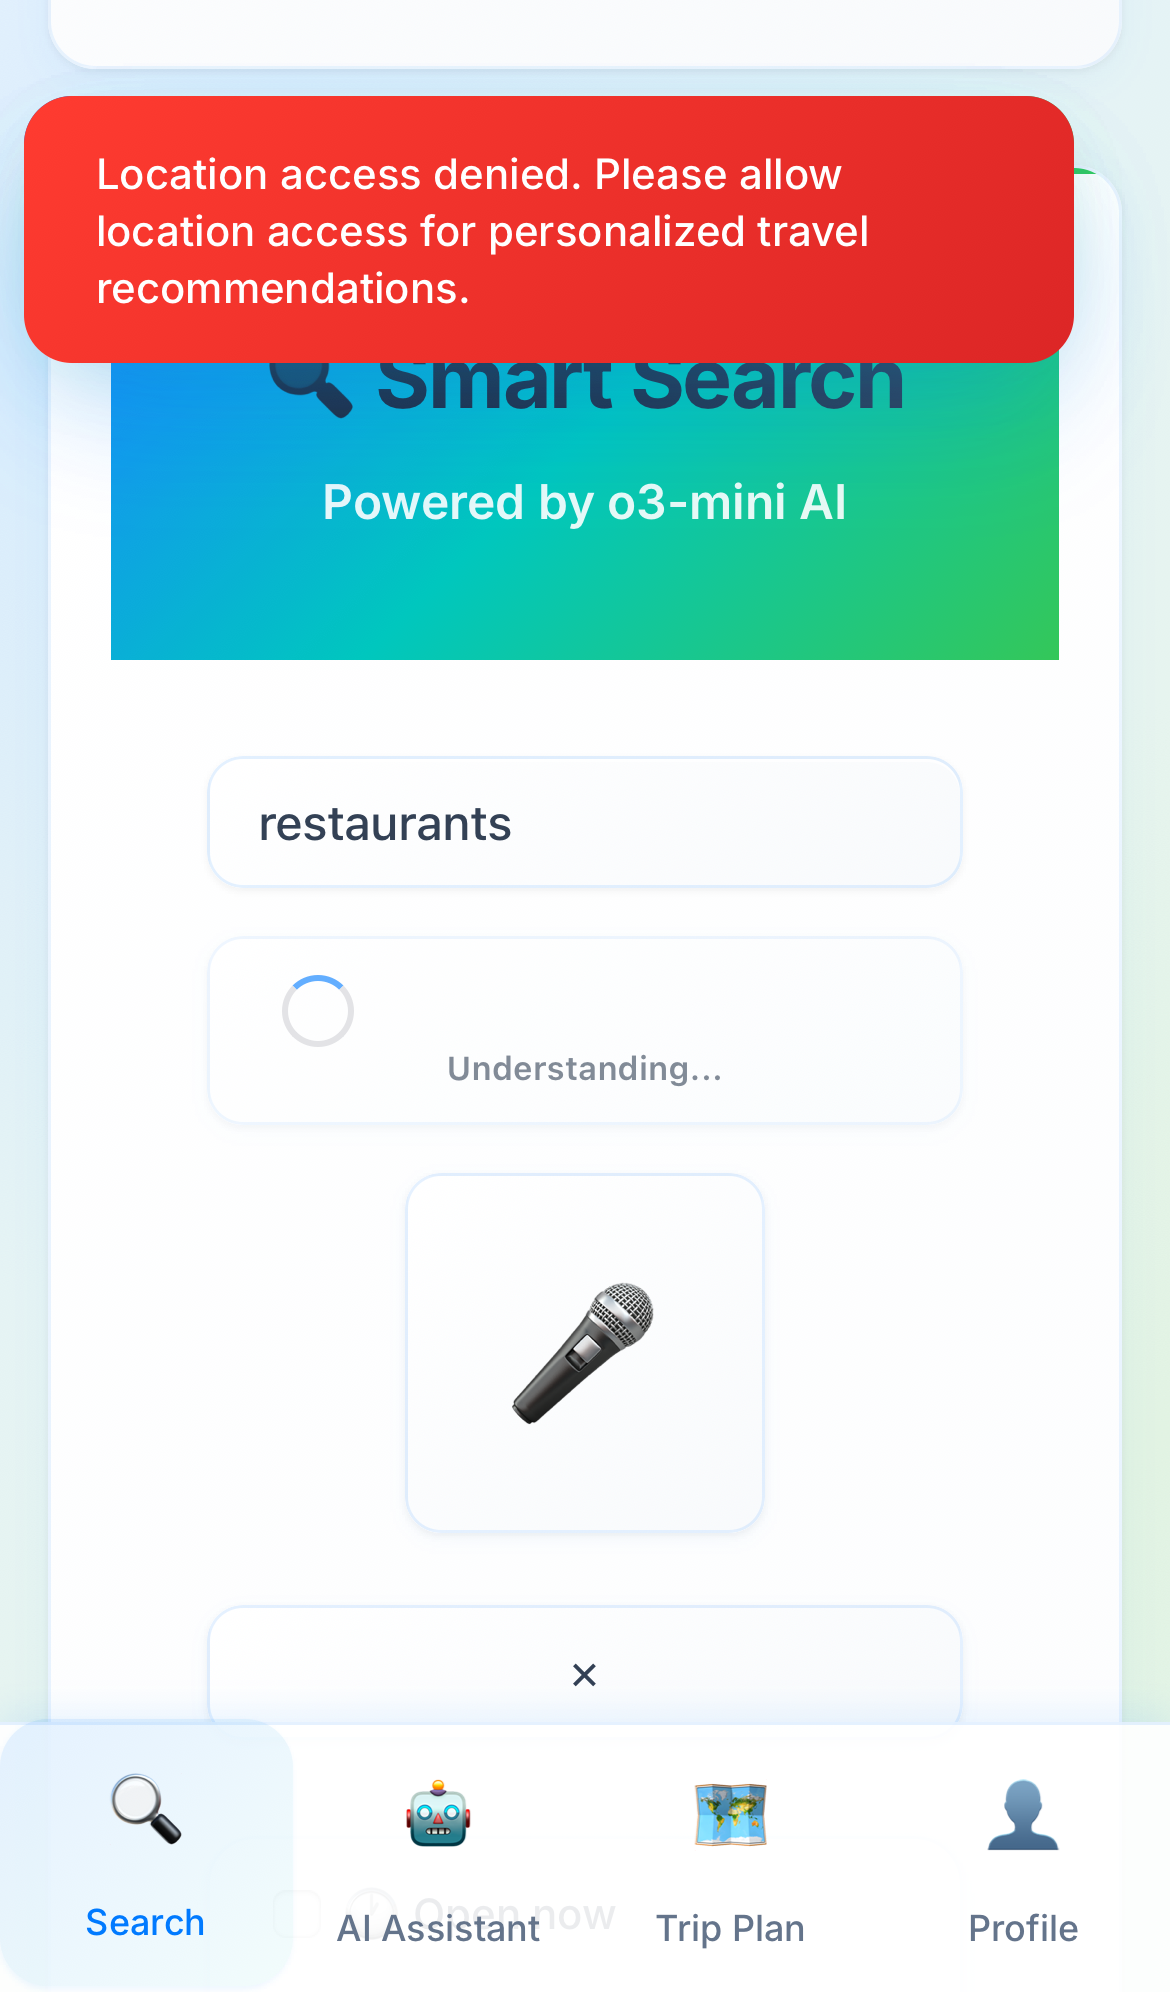 Location access denied. Please allow
location access for personalized travel
recommendations.
Smart Search
Powered by o3-mini AI
restaurants
Understanding...
×
Open now
Search
AI Assistant
Trip Plan
Profile